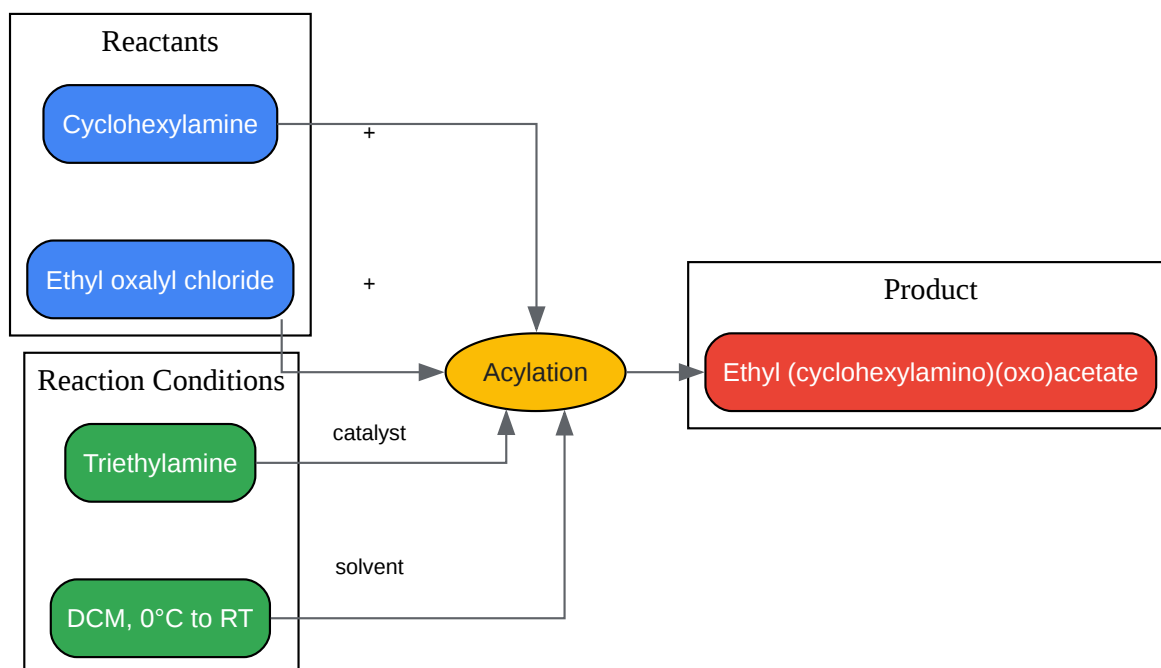 Reactants
Cyclohexylamine
+
Ethyl oxalyl chloride
+
Reaction Conditions
Triethylamine
catalyst
DCM, 0°C to RT
solvent
Acylation
Product
Ethyl (cyclohexylamino)(oxo)acetate